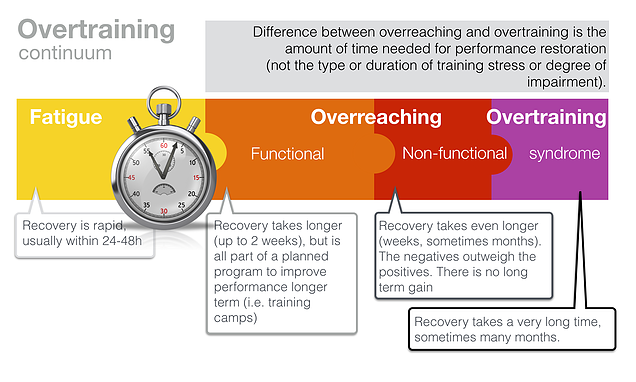 Overtraining
continuum
Difference between overreaching and overtraining is the
amount of time needed for performance restoration
(not the type or duration of training stress or degree of
impairment).
Fatigue
Overreaching
Overtraining
Functional
Non-functional
syndrome
60
55
5
50
10
45
15
40
20
35
25
30
Recovery is rapid,
usually within 24-48h
Recovery takes longer
(up to 2 weeks), but is
all part of a planned
program to improve
performance longer
term (i.e. training
camps)
Recovery takes even longer
(weeks, sometimes months).
The negatives outweigh the
positives. There is no long
term gain
Recovery takes a very long time,
sometimes many months.